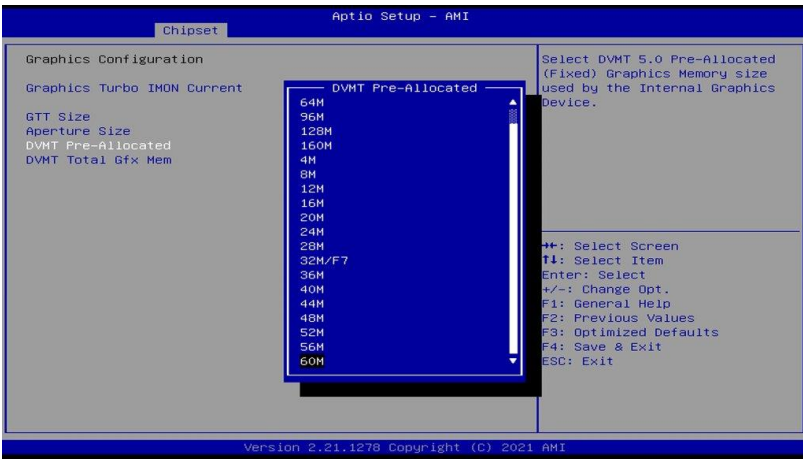 Aptio Setup - AMI
Chipset
Graphics Configuration
Graphics Turbo IMON Current
GTT Size
Aperture Size
DVMT Pre-Allocated
DVMT Total Gfx Mem
DVMT Pre-Allocated
64M
96M
128M
160M
4M
8M
12M
16M
20M
24M
28M
32M/F7
36M
40M
44M
48M
52M
56M
60M
Select DVMT 5.0 Pre-Allocated
(Fixed) Graphics Memory size
used by the Internal Graphics
Device.
→←: Select Screen
↑↓: Select Item
Enter: Select
+/-: Change Opt.
F1: General Help
F2: Previous Values
F3: Optimized Defaults
F4: Save & Exit
ESC: Exit
Version 2.21.1278 Copyright (C) 2021 AMI